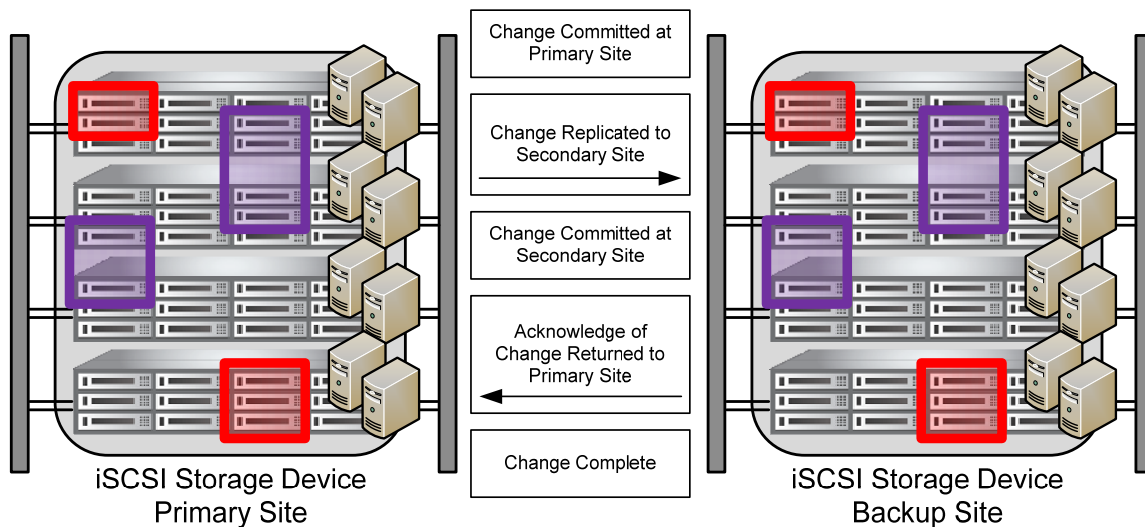 Change Committed at
Primary Site
Change Replicated to
Secondary Site
Change Committed at
Secondary Site
Acknowledge of
Change Returned to
Primary Site
Change Complete
iSCSI Storage Device
Primary Site
iSCSI Storage Device
Backup Site